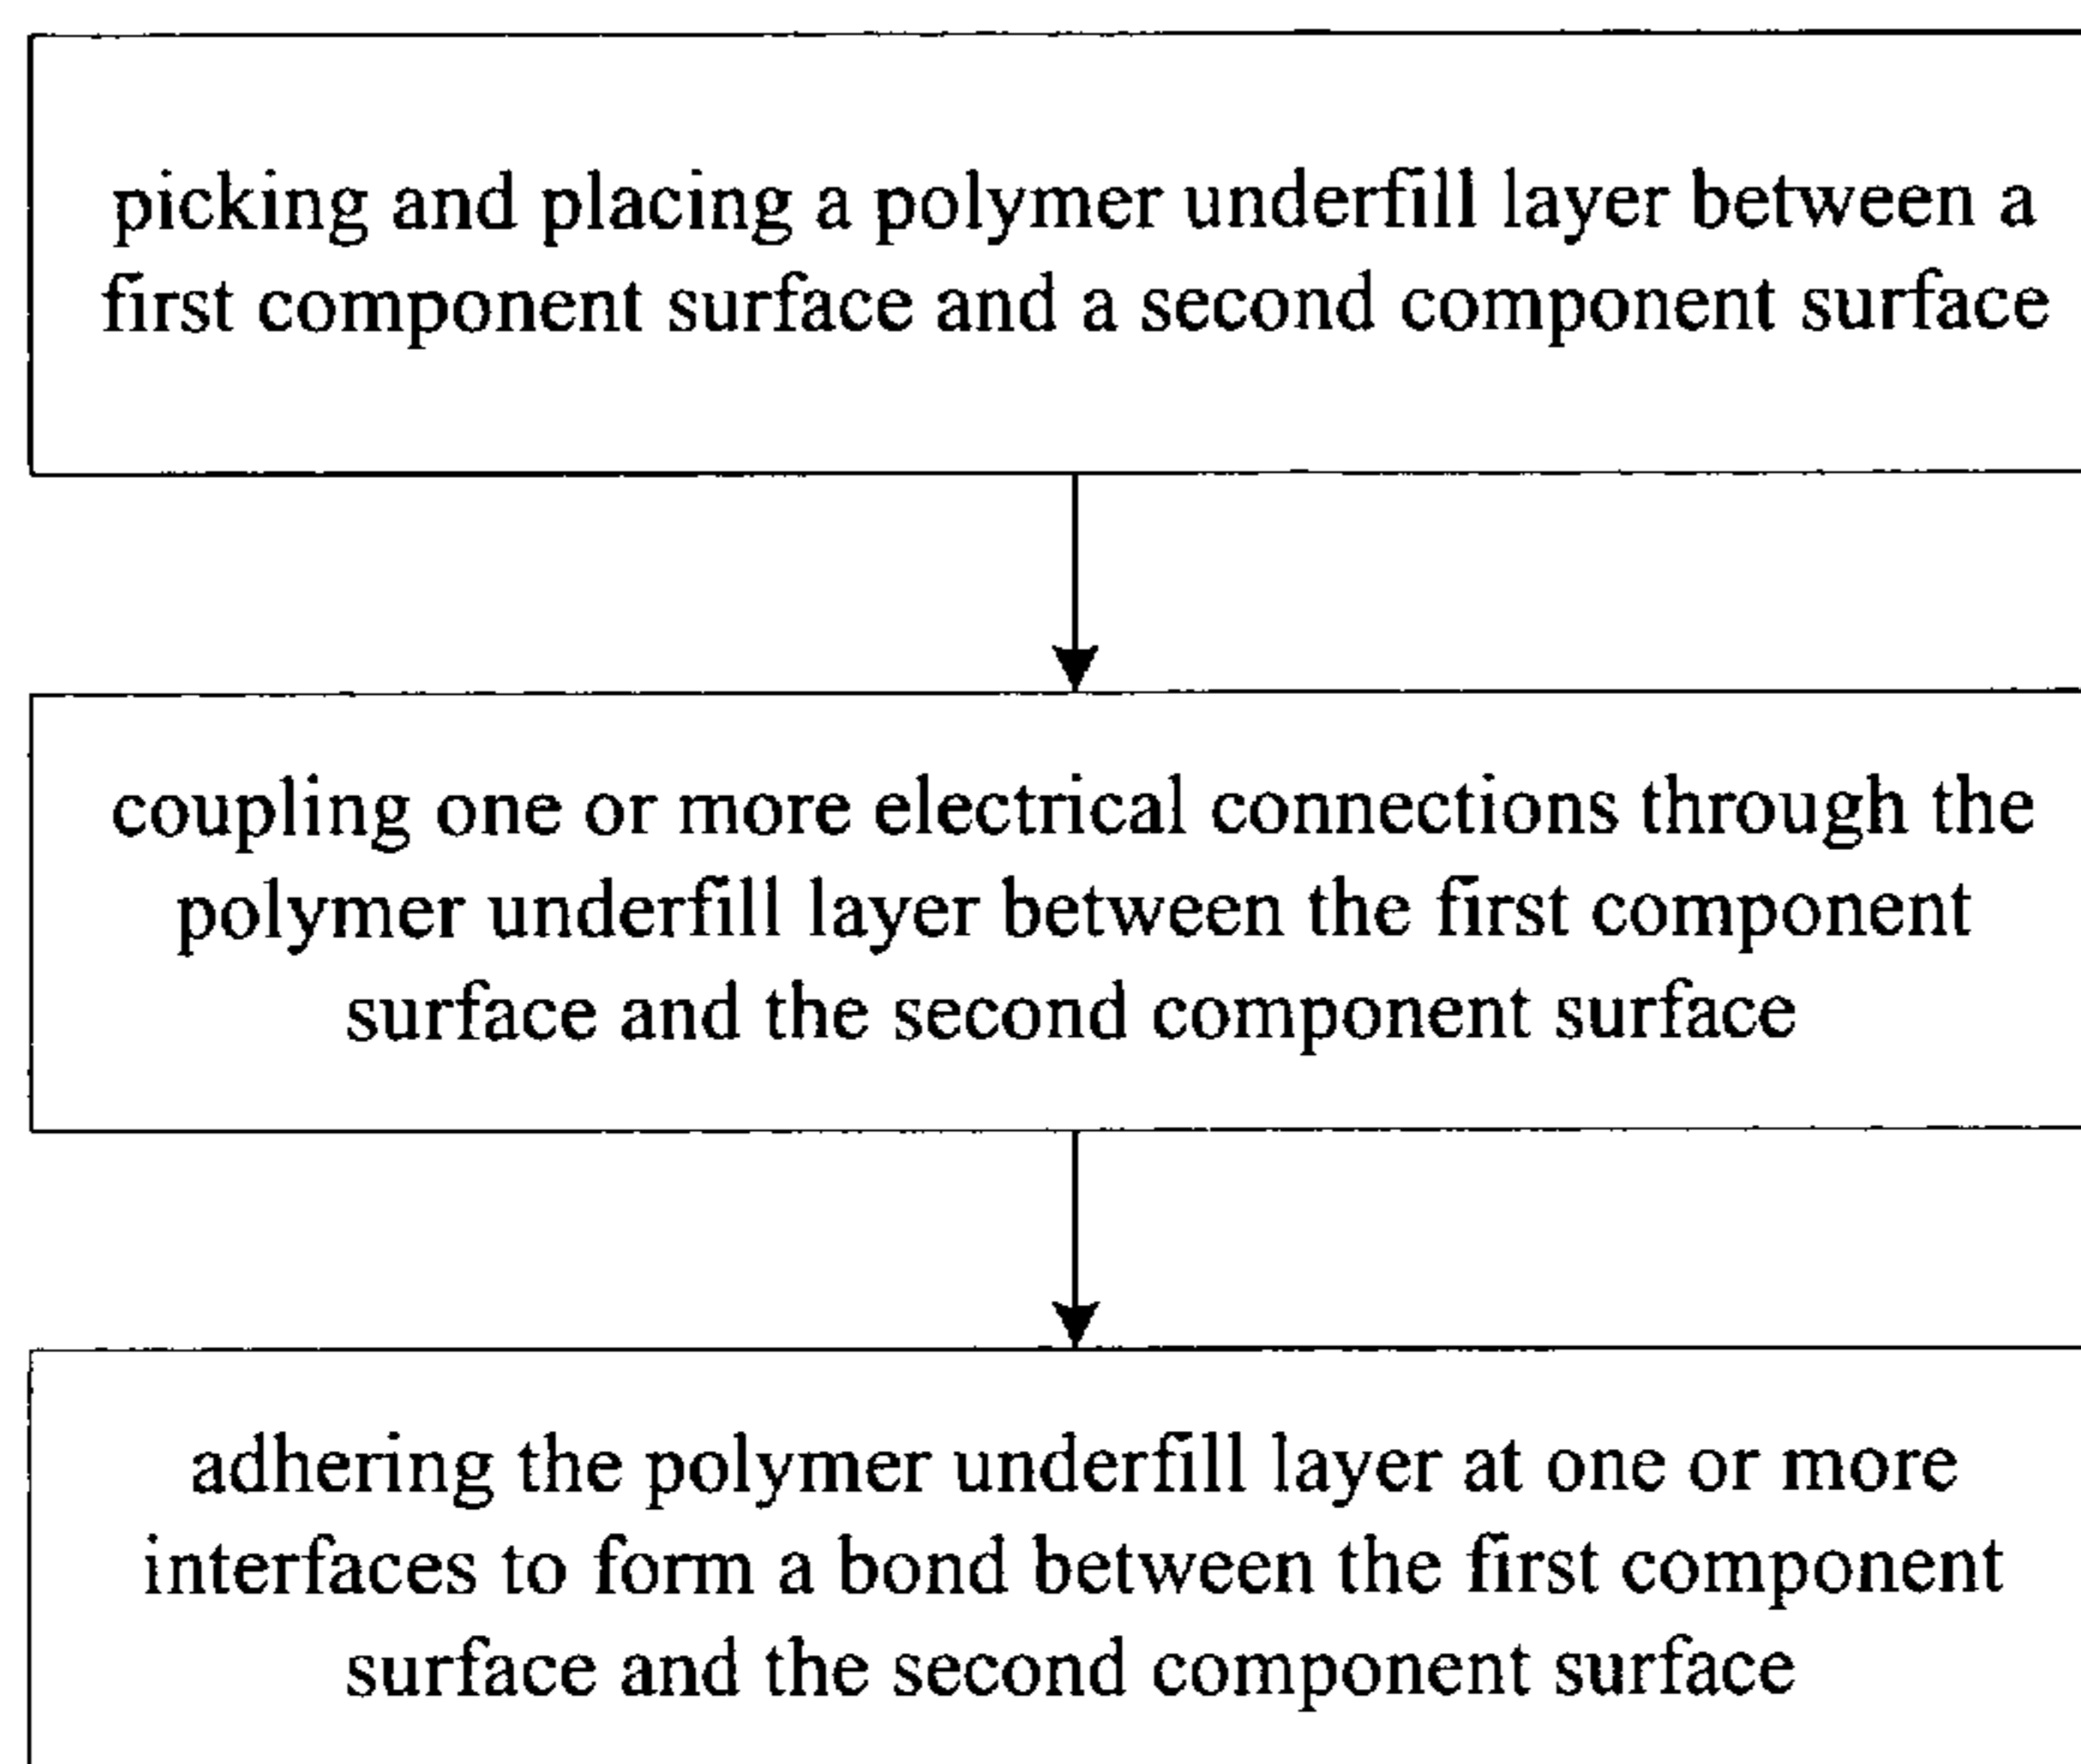 picking and placing a polymer underfill layer between a
first component surface and a second component surface
coupling one or more electrical connections through the
polymer underfill layer between the first component
surface and the second component surface
adhering the polymer underfill layer at one or more
interfaces to form a bond between the first component
surface and the second component surface